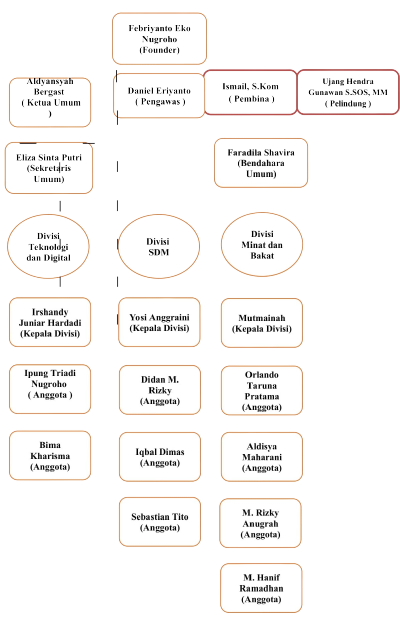 Febriyanto Eko
Nugroho
(Founder)
Aldyansyah
Bergast
( Ketua Umum
)
Daniel Eriyanto
( Pengawas )
Ismail, S.Kom
( Pembina )
Ujang Hendra
Gunawan S.SOS, MM
( Pelindung )
Eliza Sinta Putri
(Sekretaris
Umum)
Faradila Shavira
(Bendahara
Umum)
Divisi
Teknologi
dan Digital
Divisi
SDM
Divisi
Minat dan
Bakat
Irshandy
Juniar Hardadi
(Kepala Divisi)
Yosi Anggraini
(Kepala Divisi)
Mutmainah
(Kepala Divisi)
Ipung Triadi
Nugroho
( Anggota )
Didan M.
Rizky
(Anggota)
Orlando
Taruna
Pratama
(Anggota)
Bima
Kharisma
(Anggota)
Iqbal Dimas
(Anggota)
Aldisya
Maharani
(Anggota)
Sebastian Tito
(Anggota)
M. Rizky
Anugrah
(Anggota)
M. Hanif
Ramadhan
(Anggota)